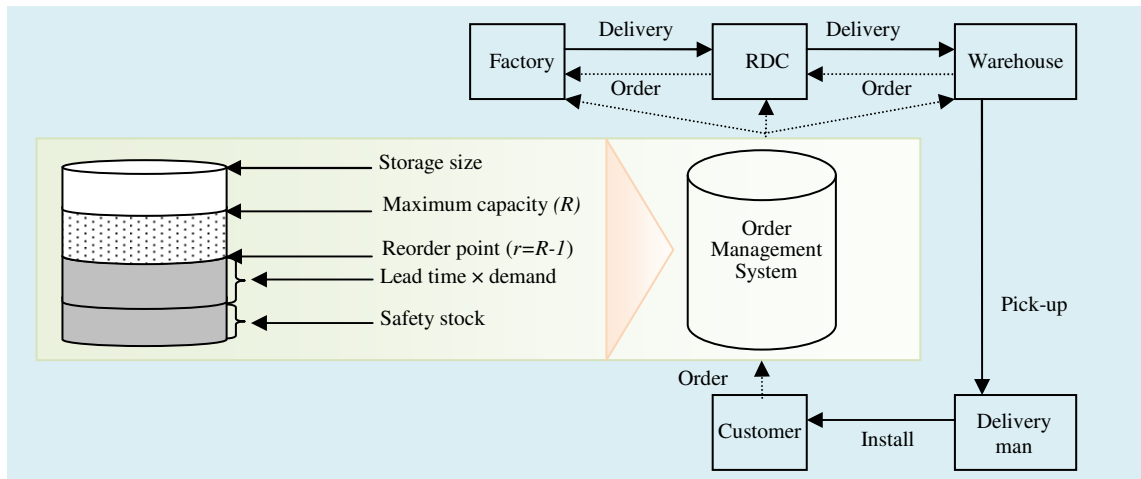 Delivery
Delivery
Factory
RDC
Warehouse
Order
Order
Storage size
Maximum capacity (R)
Reorder point (r=R-1)
Lead time × demand
Safety stock
Order
Management
System
Pick-up
Order
Customer
Install
Delivery
man